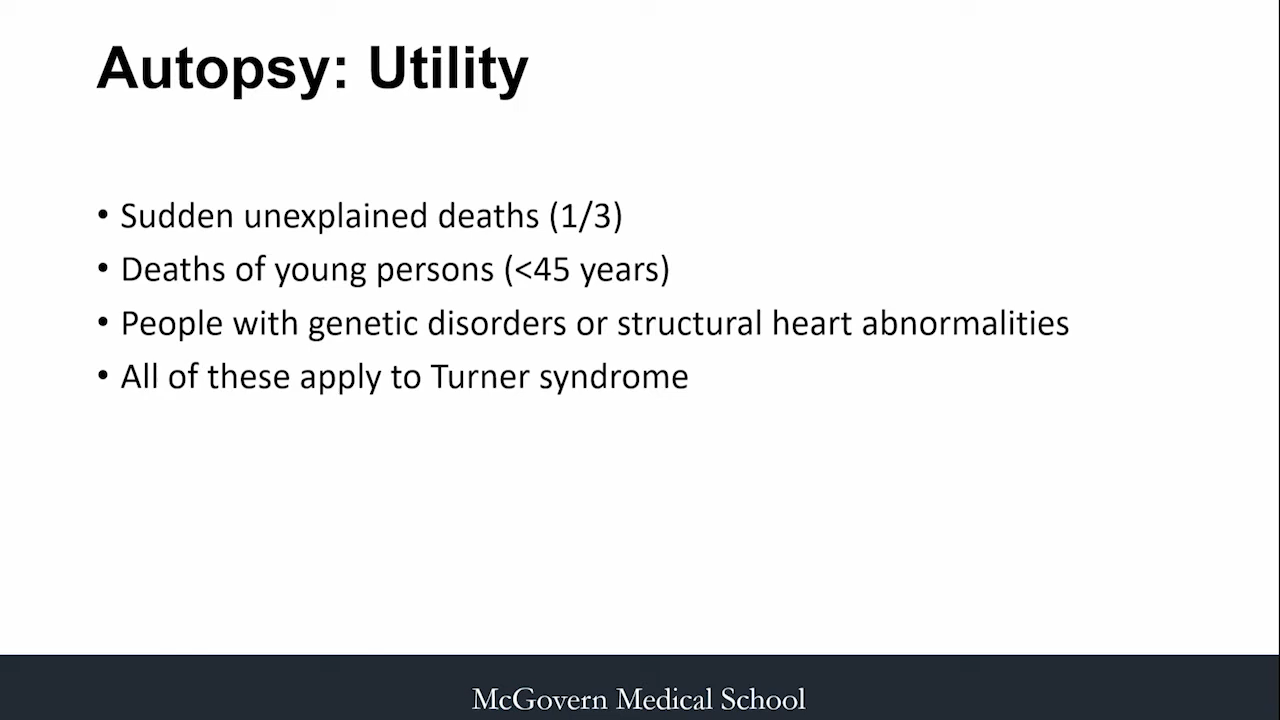 Autopsy: Utility
• Sudden unexplained deaths (1/3)
• Deaths of young persons (<45 years)
• People with genetic disorders or structural heart abnormalities
• All of these apply to Turner syndrome
McGovern Medical School